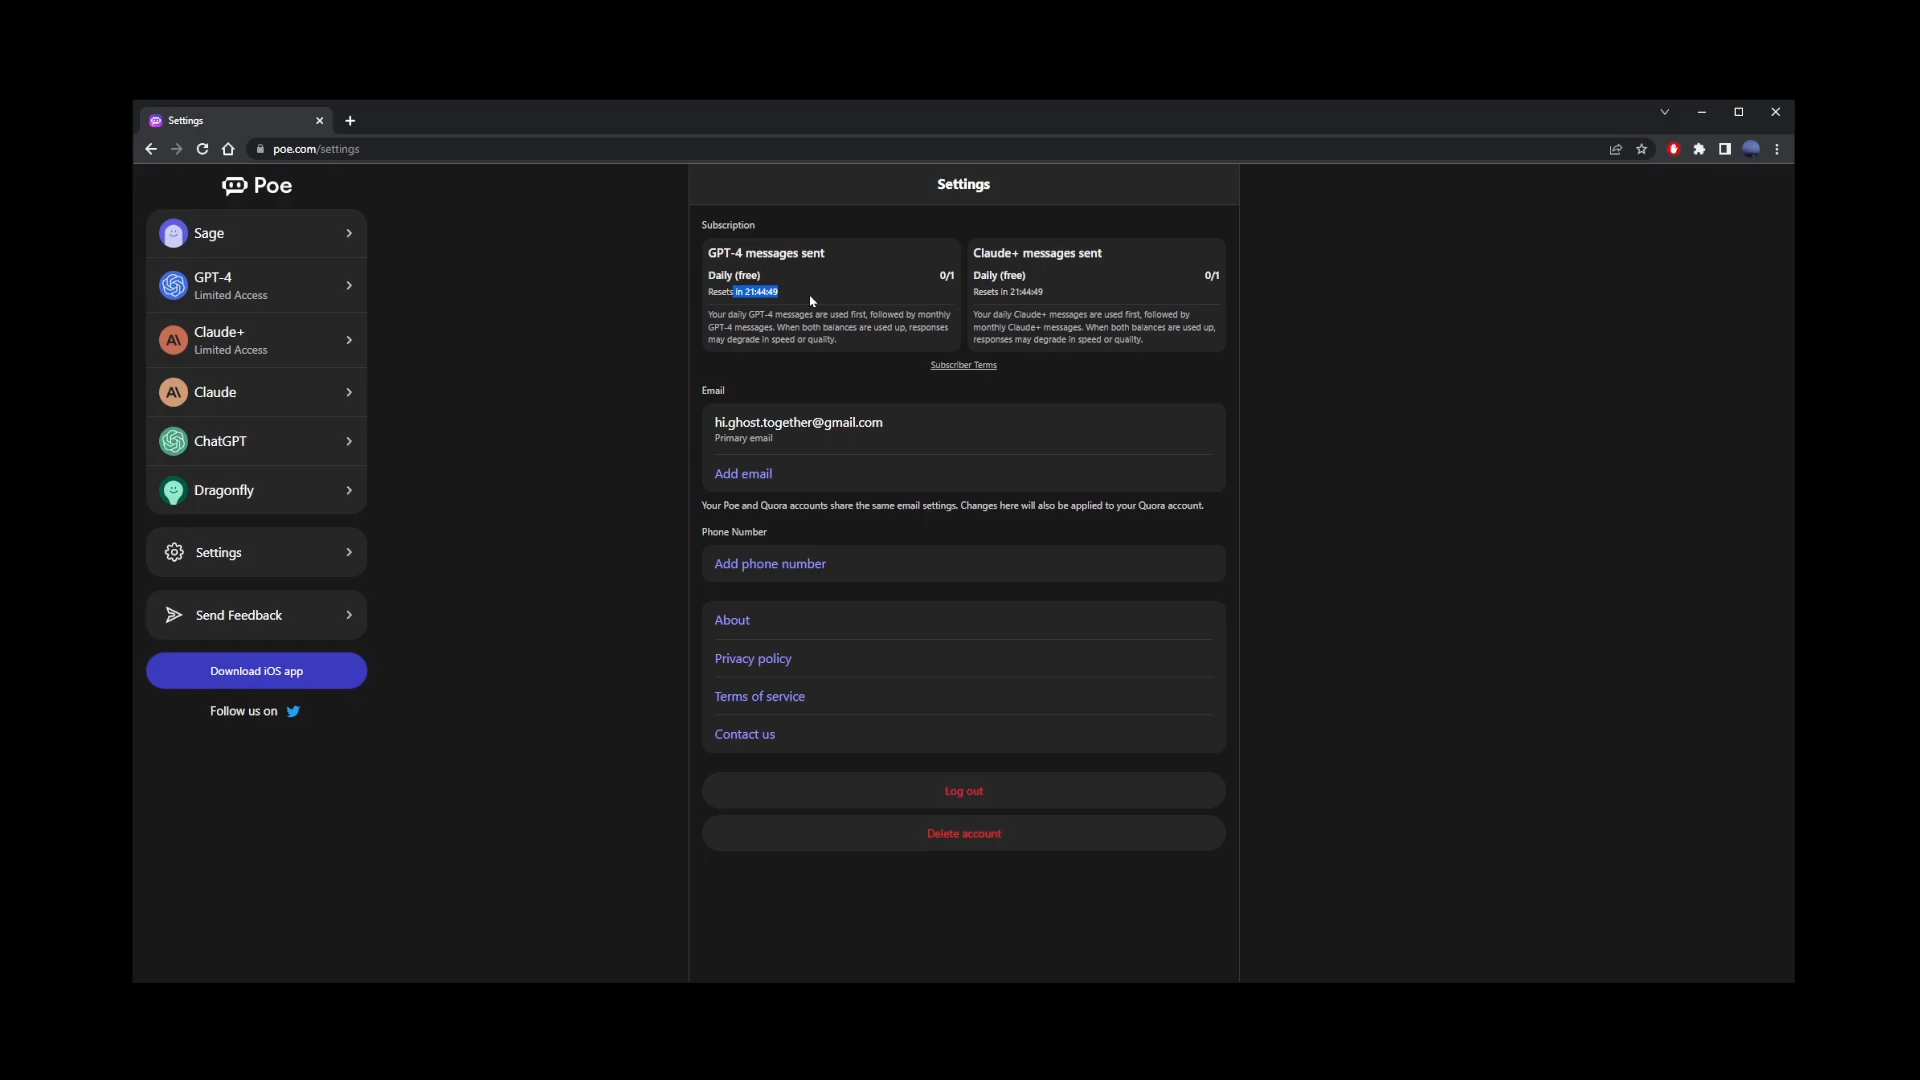 Settings
poe.com/settings
Poe
Sage
GPT-4
Limited Access
Claude+
Limited Access
Claude
ChatGPT
Dragonfly
Settings
Send Feedback
Download iOS app
Follow us on
Settings
Subscription
GPT-4 messages sent
Daily (free) 0/1
Resets in 21:44:49
Your daily GPT-4 messages are used first, followed by monthly
GPT-4 messages. When both balances are used up, responses
may degrade in speed or quality.
Claude+ messages sent
Daily (free) 0/1
Resets in 21:44:49
Your daily Claude+ messages are used first, followed by
monthly Claude+ messages. When both balances are used up,
responses may degrade in speed or quality.
Subscriber Terms
Email
hi.ghost.together@gmail.com
Primary email
Add email
Your Poe and Quora accounts share the same email settings. Changes here will also be applied to your Quora account.
Phone Number
Add phone number
About
Privacy policy
Terms of service
Contact us
Log out
Delete account